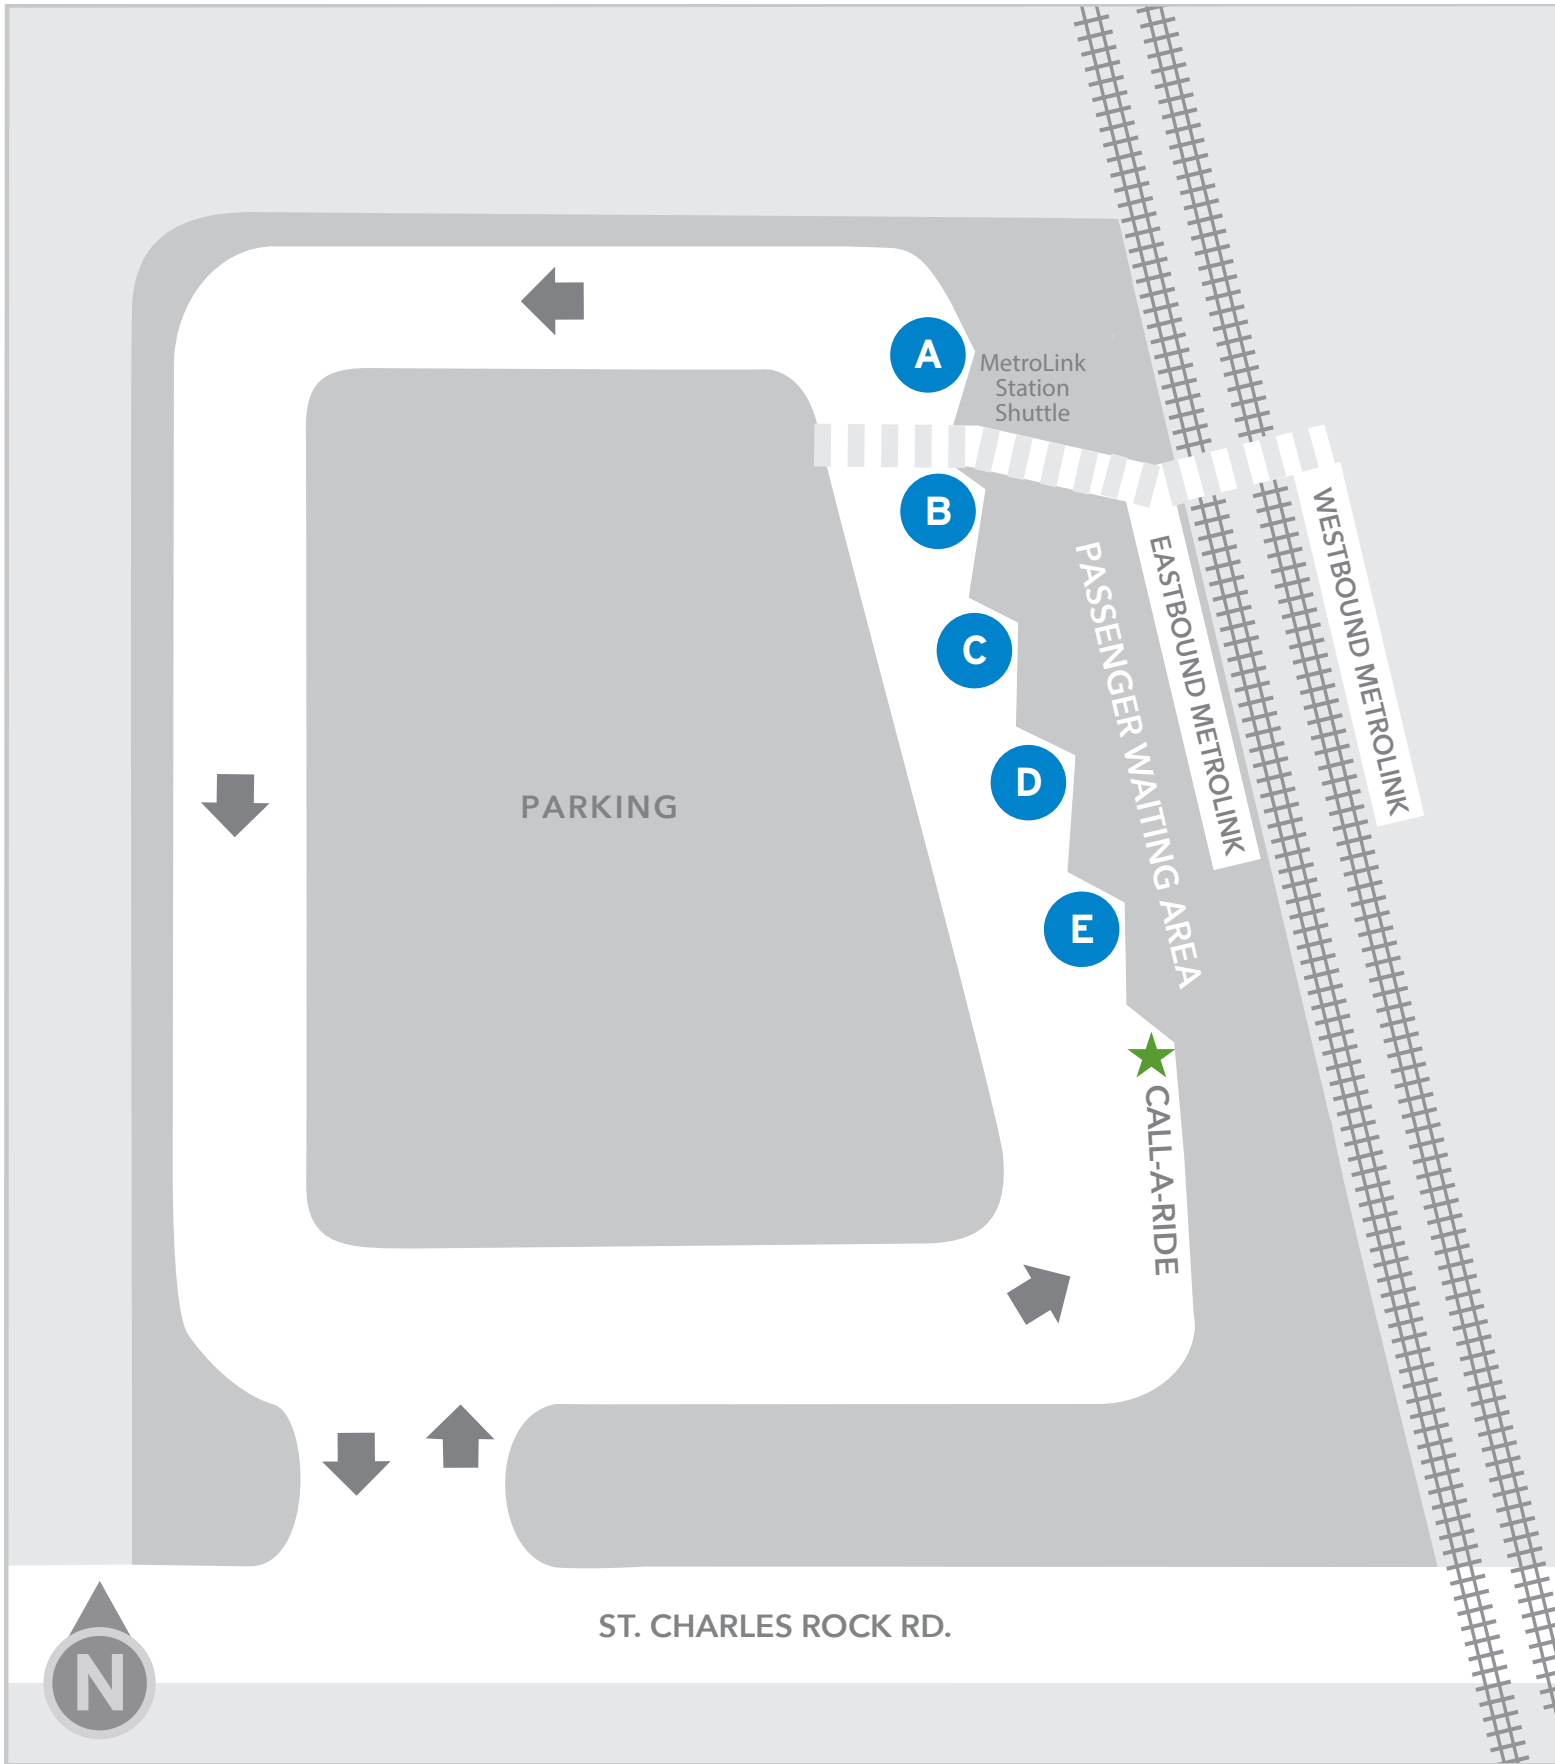 A
MetroLink
Station
Shuttle
B
WESTBOUND METROLINK
EASTBOUND METROLINK
PASSENGER WAITING AREA
C
D
PARKING
E
CALL-A-RIDE
ST. CHARLES ROCK RD.
N